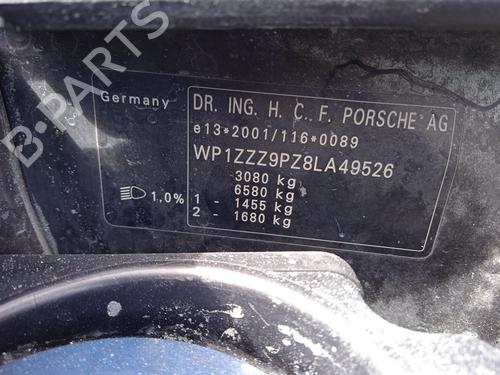 B-PARTS
Germany
DR. ING. H. C. F. PORSCHE AG
e13*2001/116*0089
WP1ZZZ9PZ8LA49526
3080 kg
6580 kg
1.0% 1 - 1455 kg
2 - 1680 kg